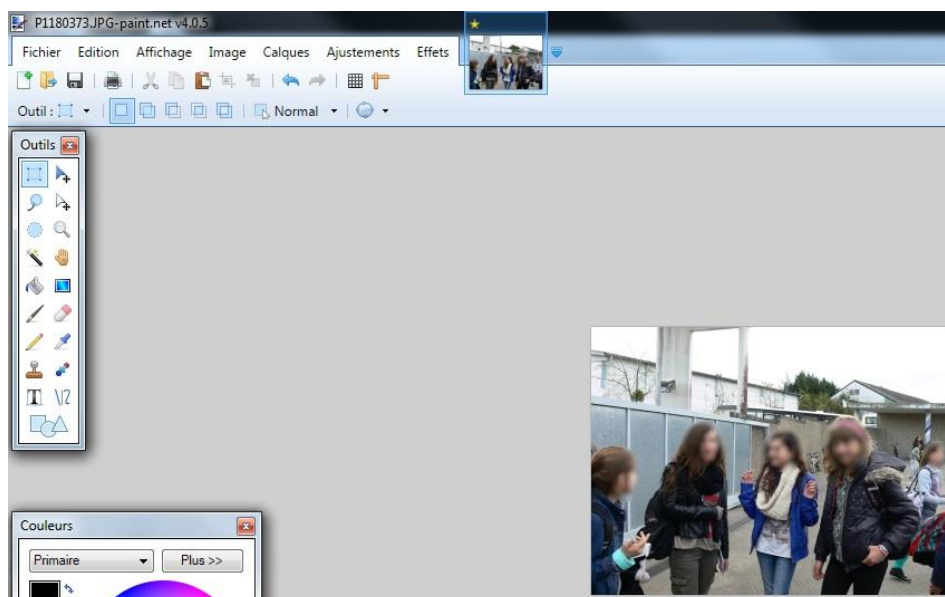 P1180373.JPG-paint.net v4.0.5
Fichier Edition Affichage Image Calques Ajustements Effets
Outil : Normal
Outils
Couleurs
Primaire Plus >>